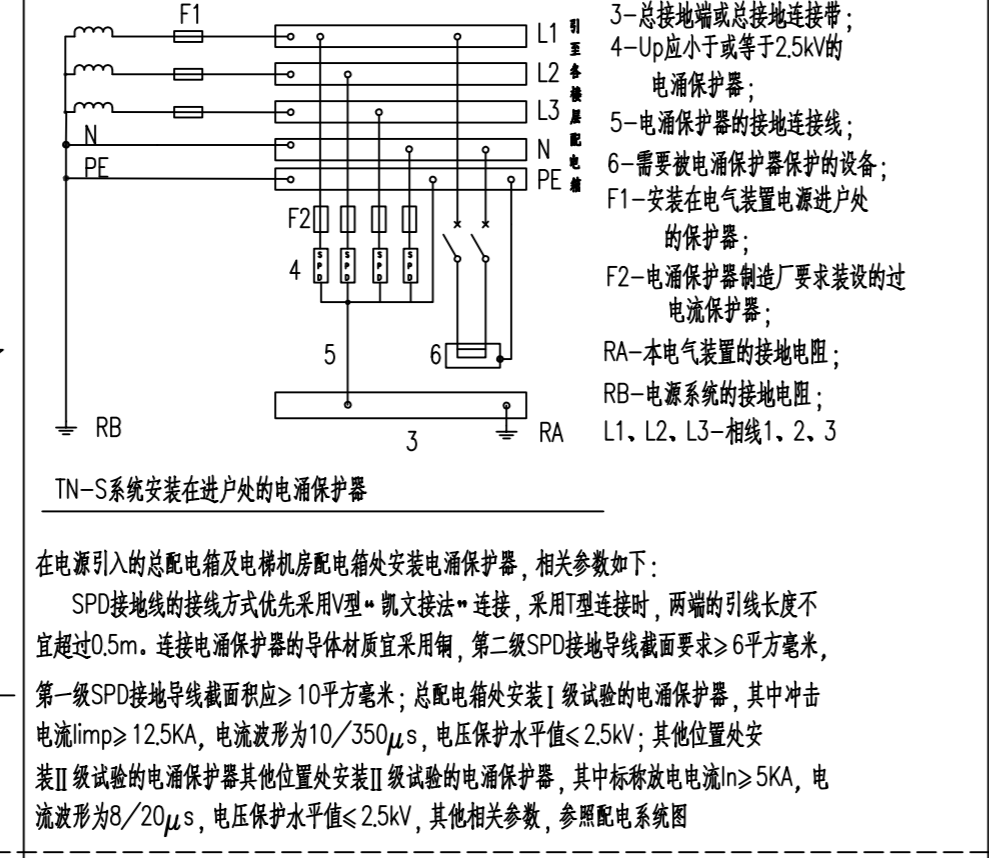 F1
L1
L2
L3
N
PE
N
PE
引至各楼层配电箱
F2
SPD
SPD
SPD
SPD
4
5
6
3
RB
RA
3-总接地端或总接地连接带;
4-Up应小于或等于2.5kV的
电涌保护器;
5-电涌保护器的接地连接线;
6-需要被电涌保护器保护的设备;
F1-安装在电气装置电源进户处
的保护器;
F2-电涌保护器制造厂要求装设的过
电流保护器;
RA-本电气装置的接地电阻;
RB-电源系统的接地电阻;
L1、L2、L3-相线1、2、3
TN-S系统安装在进户处的电涌保护器
在电源引入的总配电箱及电梯机房配电箱处安装电涌保护器,相关参数如下:
SPD接地线的接线方式优先采用V型“凯文接法”连接,采用T型连接时,两端的引线长度不
宜超过0.5m。连接电涌保护器的导体材质宜采用铜,第二级SPD接地导线截面要求≥6平方毫米,
第一级SPD接地导线截面积应≥10平方毫米;总配电箱处安装Ⅰ级试验的电涌保护器,其中冲击
电流Iimp≥12.5KA,电流波形为10/350μs,电压保护水平值≤2.5kV;其他位置处安
装Ⅱ级试验的电涌保护器其他位置处安装Ⅱ级试验的电涌保护器,其中标称放电电流In≥5KA,电
流波形为8/20μs,电压保护水平值≤2.5kV,其他相关参数,参照配电系统图